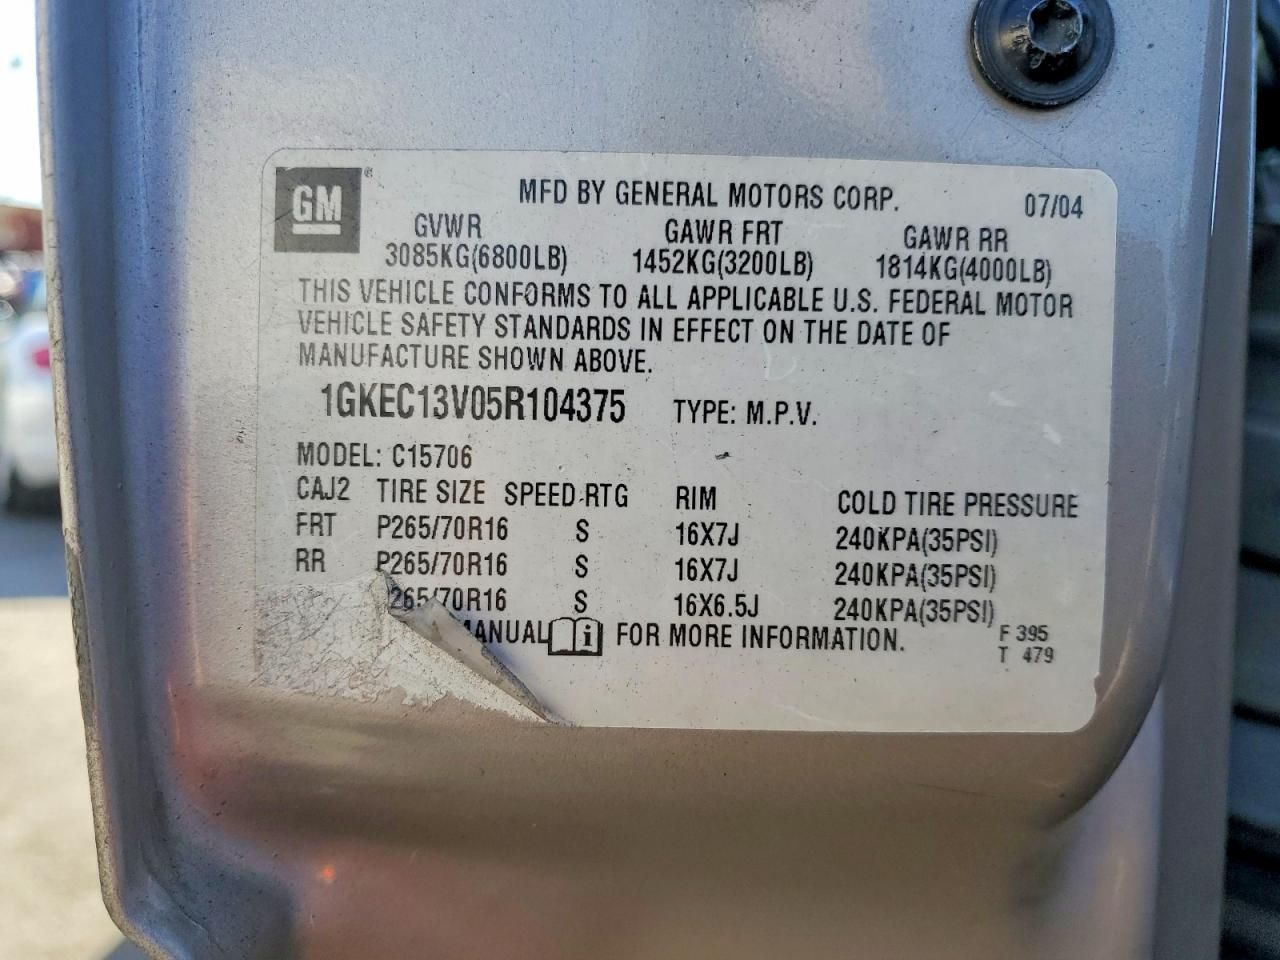 GM
MFD BY GENERAL MOTORS CORP. 07/04
GVWR GAWR FRT GAWR RR
3085KG(6800LB) 1452KG(3200LB) 1814KG(4000LB)
THIS VEHICLE CONFORMS TO ALL APPLICABLE U.S. FEDERAL MOTOR
VEHICLE SAFETY STANDARDS IN EFFECT ON THE DATE OF
MANUFACTURE SHOWN ABOVE.
1GKEC13V05R104375 TYPE: M.P.V.
MODEL: C15706
CAJ2 TIRE SIZE SPEED RTG RIM COLD TIRE PRESSURE
FRT P265/70R16 S 16X7J 240KPA(35PSI)
RR P265/70R16 S 16X7J 240KPA(35PSI)
265/70R16 S 16X6.5J 240KPA(35PSI)
MANUAL FOR MORE INFORMATION. F 395
T 479